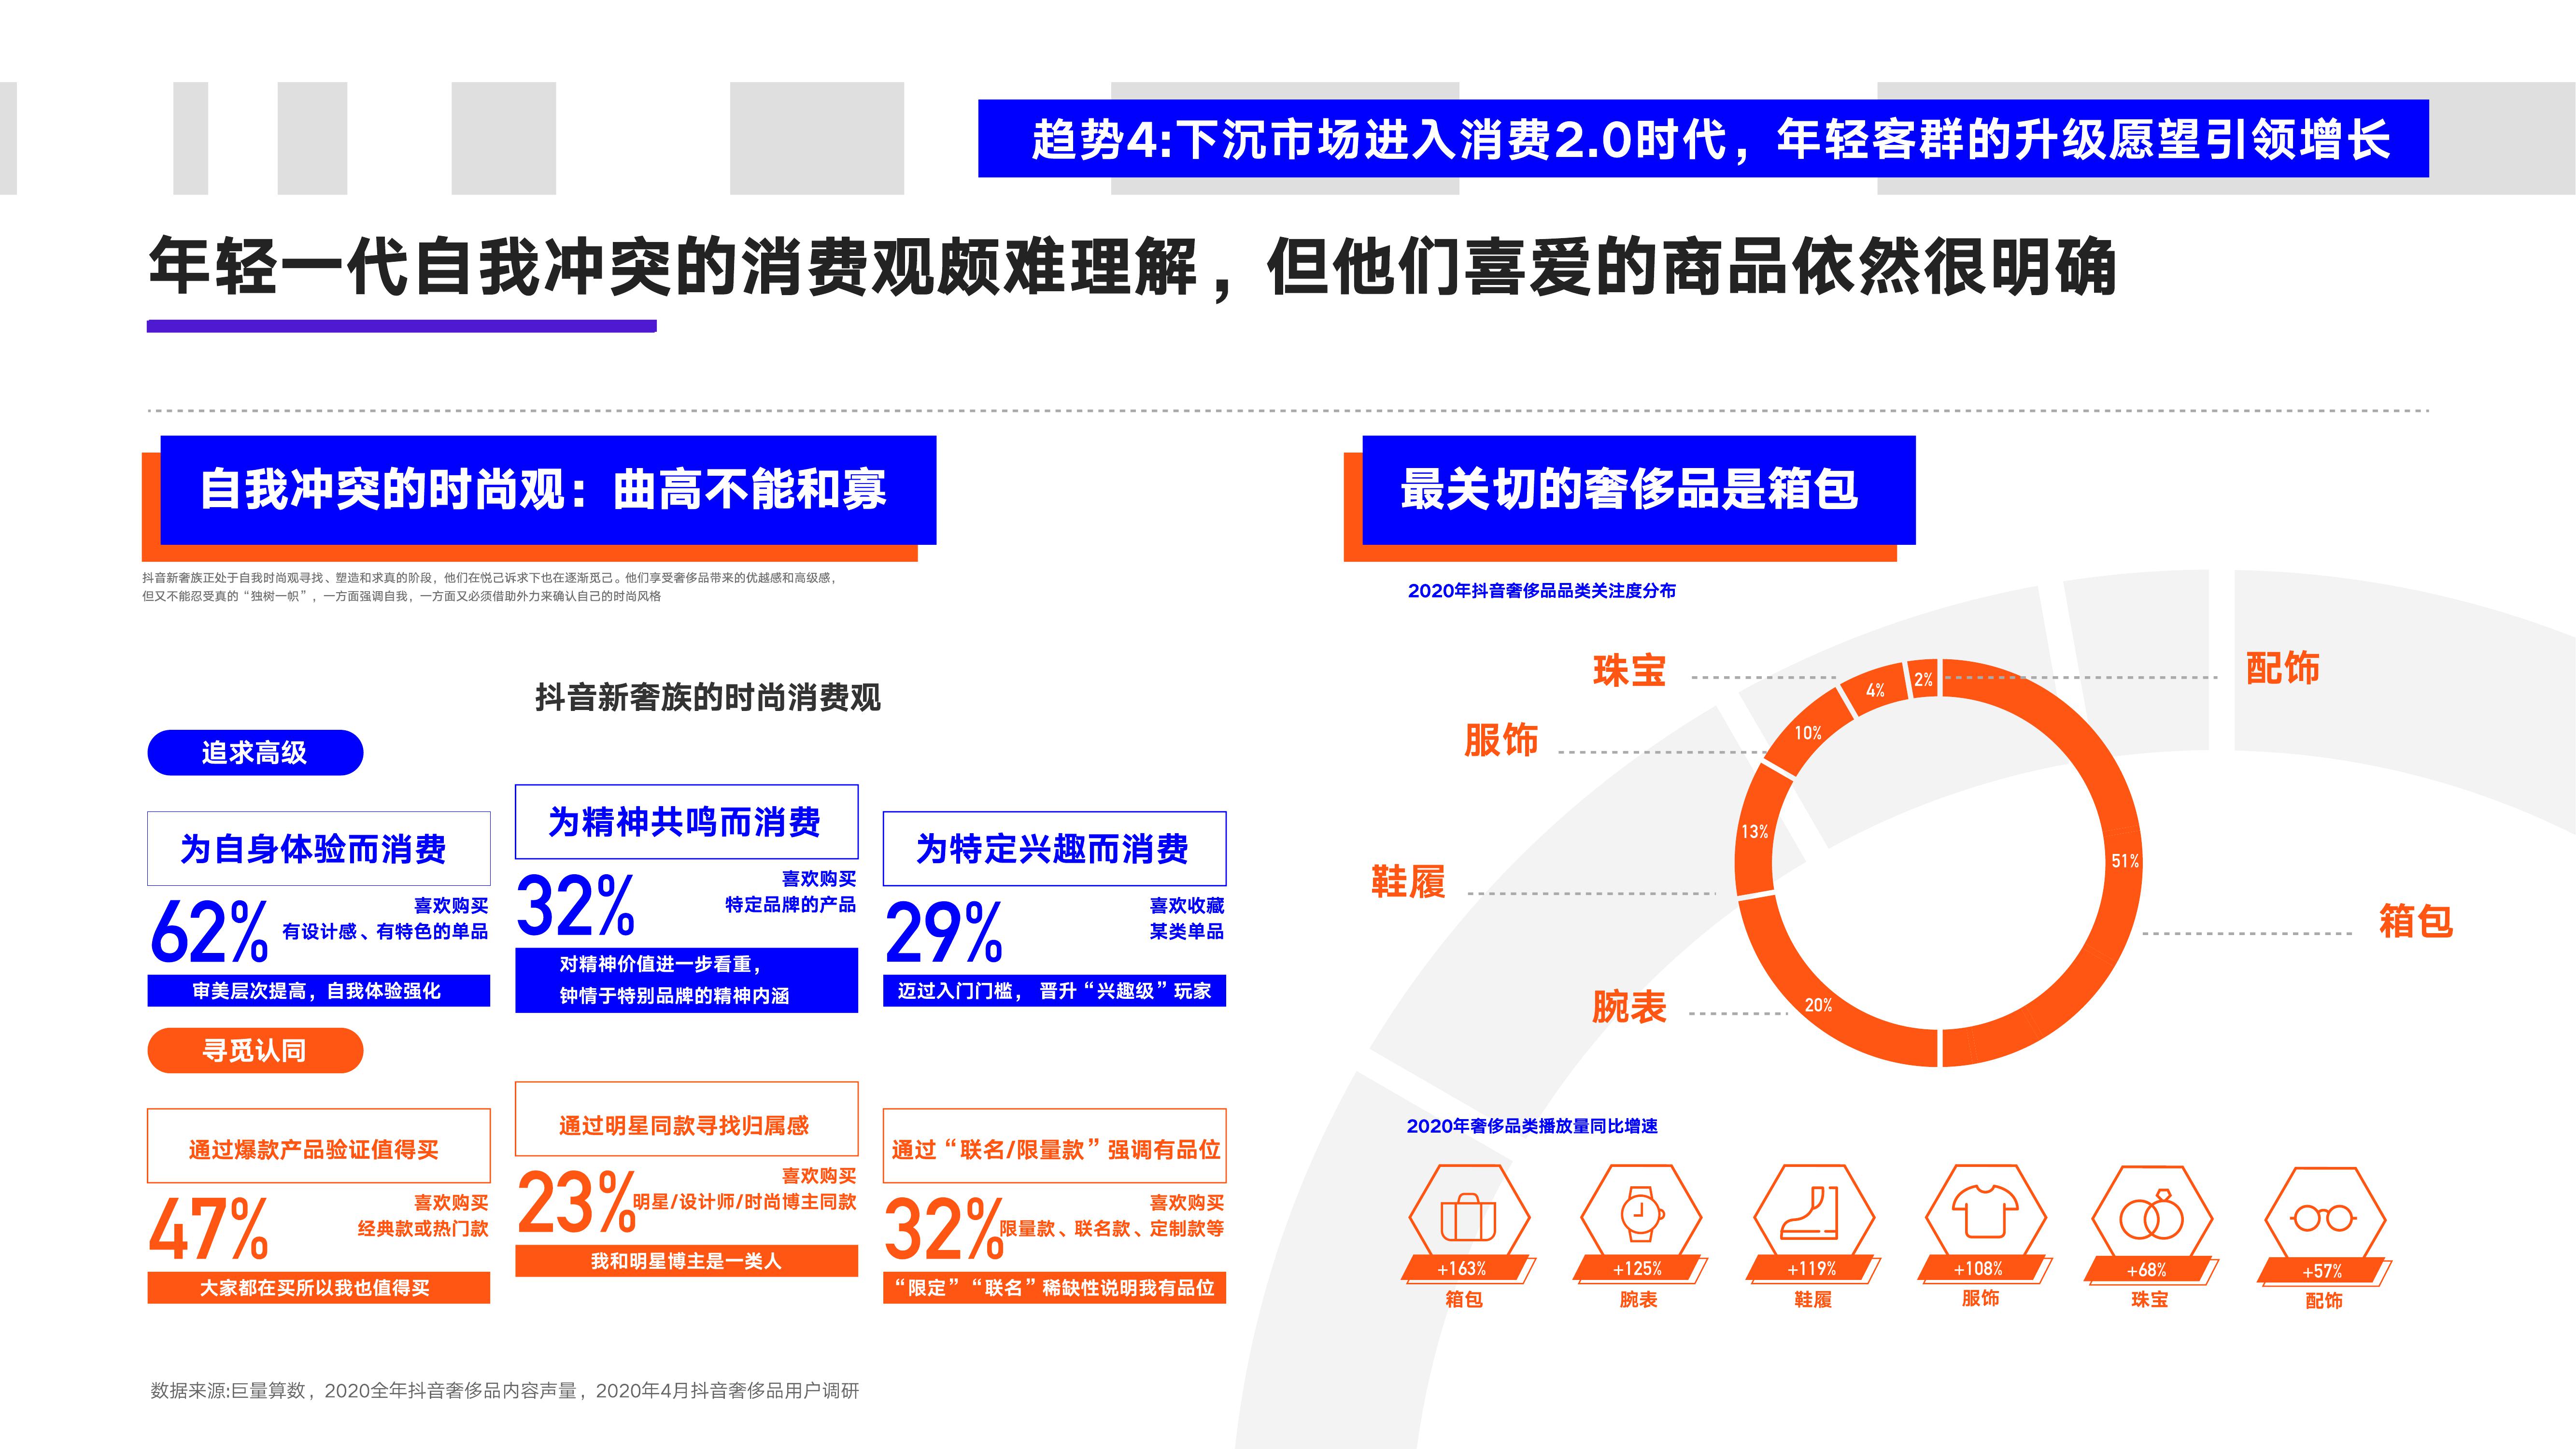 趋势4:下沉市场进入消费2.0时代，年轻客群的升级愿望引领增长
年轻一代自我冲突的消费观颇难理解，但他们喜爱的商品依然很明确
自我冲突的时尚观：曲高不能和寡
抖音新奢族正处于自我时尚观寻找、塑造和求真的阶段，他们在悦己诉求下也在逐渐觅己。他们享受奢侈品带来的优越感和高级感，
但又不能忍受真的“独树一帜”，一方面强调自我，一方面又必须借助外力来确认自己的时尚风格
抖音新奢族的时尚消费观
追求高级
为自身体验而消费
62%
喜欢购买
有设计感、有特色的单品
审美层次提高，自我体验强化
为精神共鸣而消费
32%
喜欢购买
特定品牌的产品
对精神价值进一步看重，
钟情于特别品牌的精神内涵
为特定兴趣而消费
29%
喜欢收藏
某类单品
迈过入门门槛， 晋升“兴趣级”玩家
寻觅认同
通过爆款产品验证值得买
47%
喜欢购买
经典款或热门款
大家都在买所以我也值得买
通过明星同款寻找归属感
23%
喜欢购买
明星/设计师/时尚博主同款
我和明星博主是一类人
通过“联名/限量款”强调有品位
32%
喜欢购买
限量款、联名款、定制款等
“限定”“联名”稀缺性说明我有品位
最关切的奢侈品是箱包
2020年抖音奢侈品品类关注度分布
珠宝
4%
2%
配饰
服饰
10%
鞋履
13%
51%
箱包
腕表
20%
2020年奢侈品类播放量同比增速
+163%
箱包
+125%
腕表
+119%
鞋履
+108%
服饰
+68%
珠宝
+57%
配饰
数据来源:巨量算数，2020全年抖音奢侈品内容声量，2020年4月抖音奢侈品用户调研